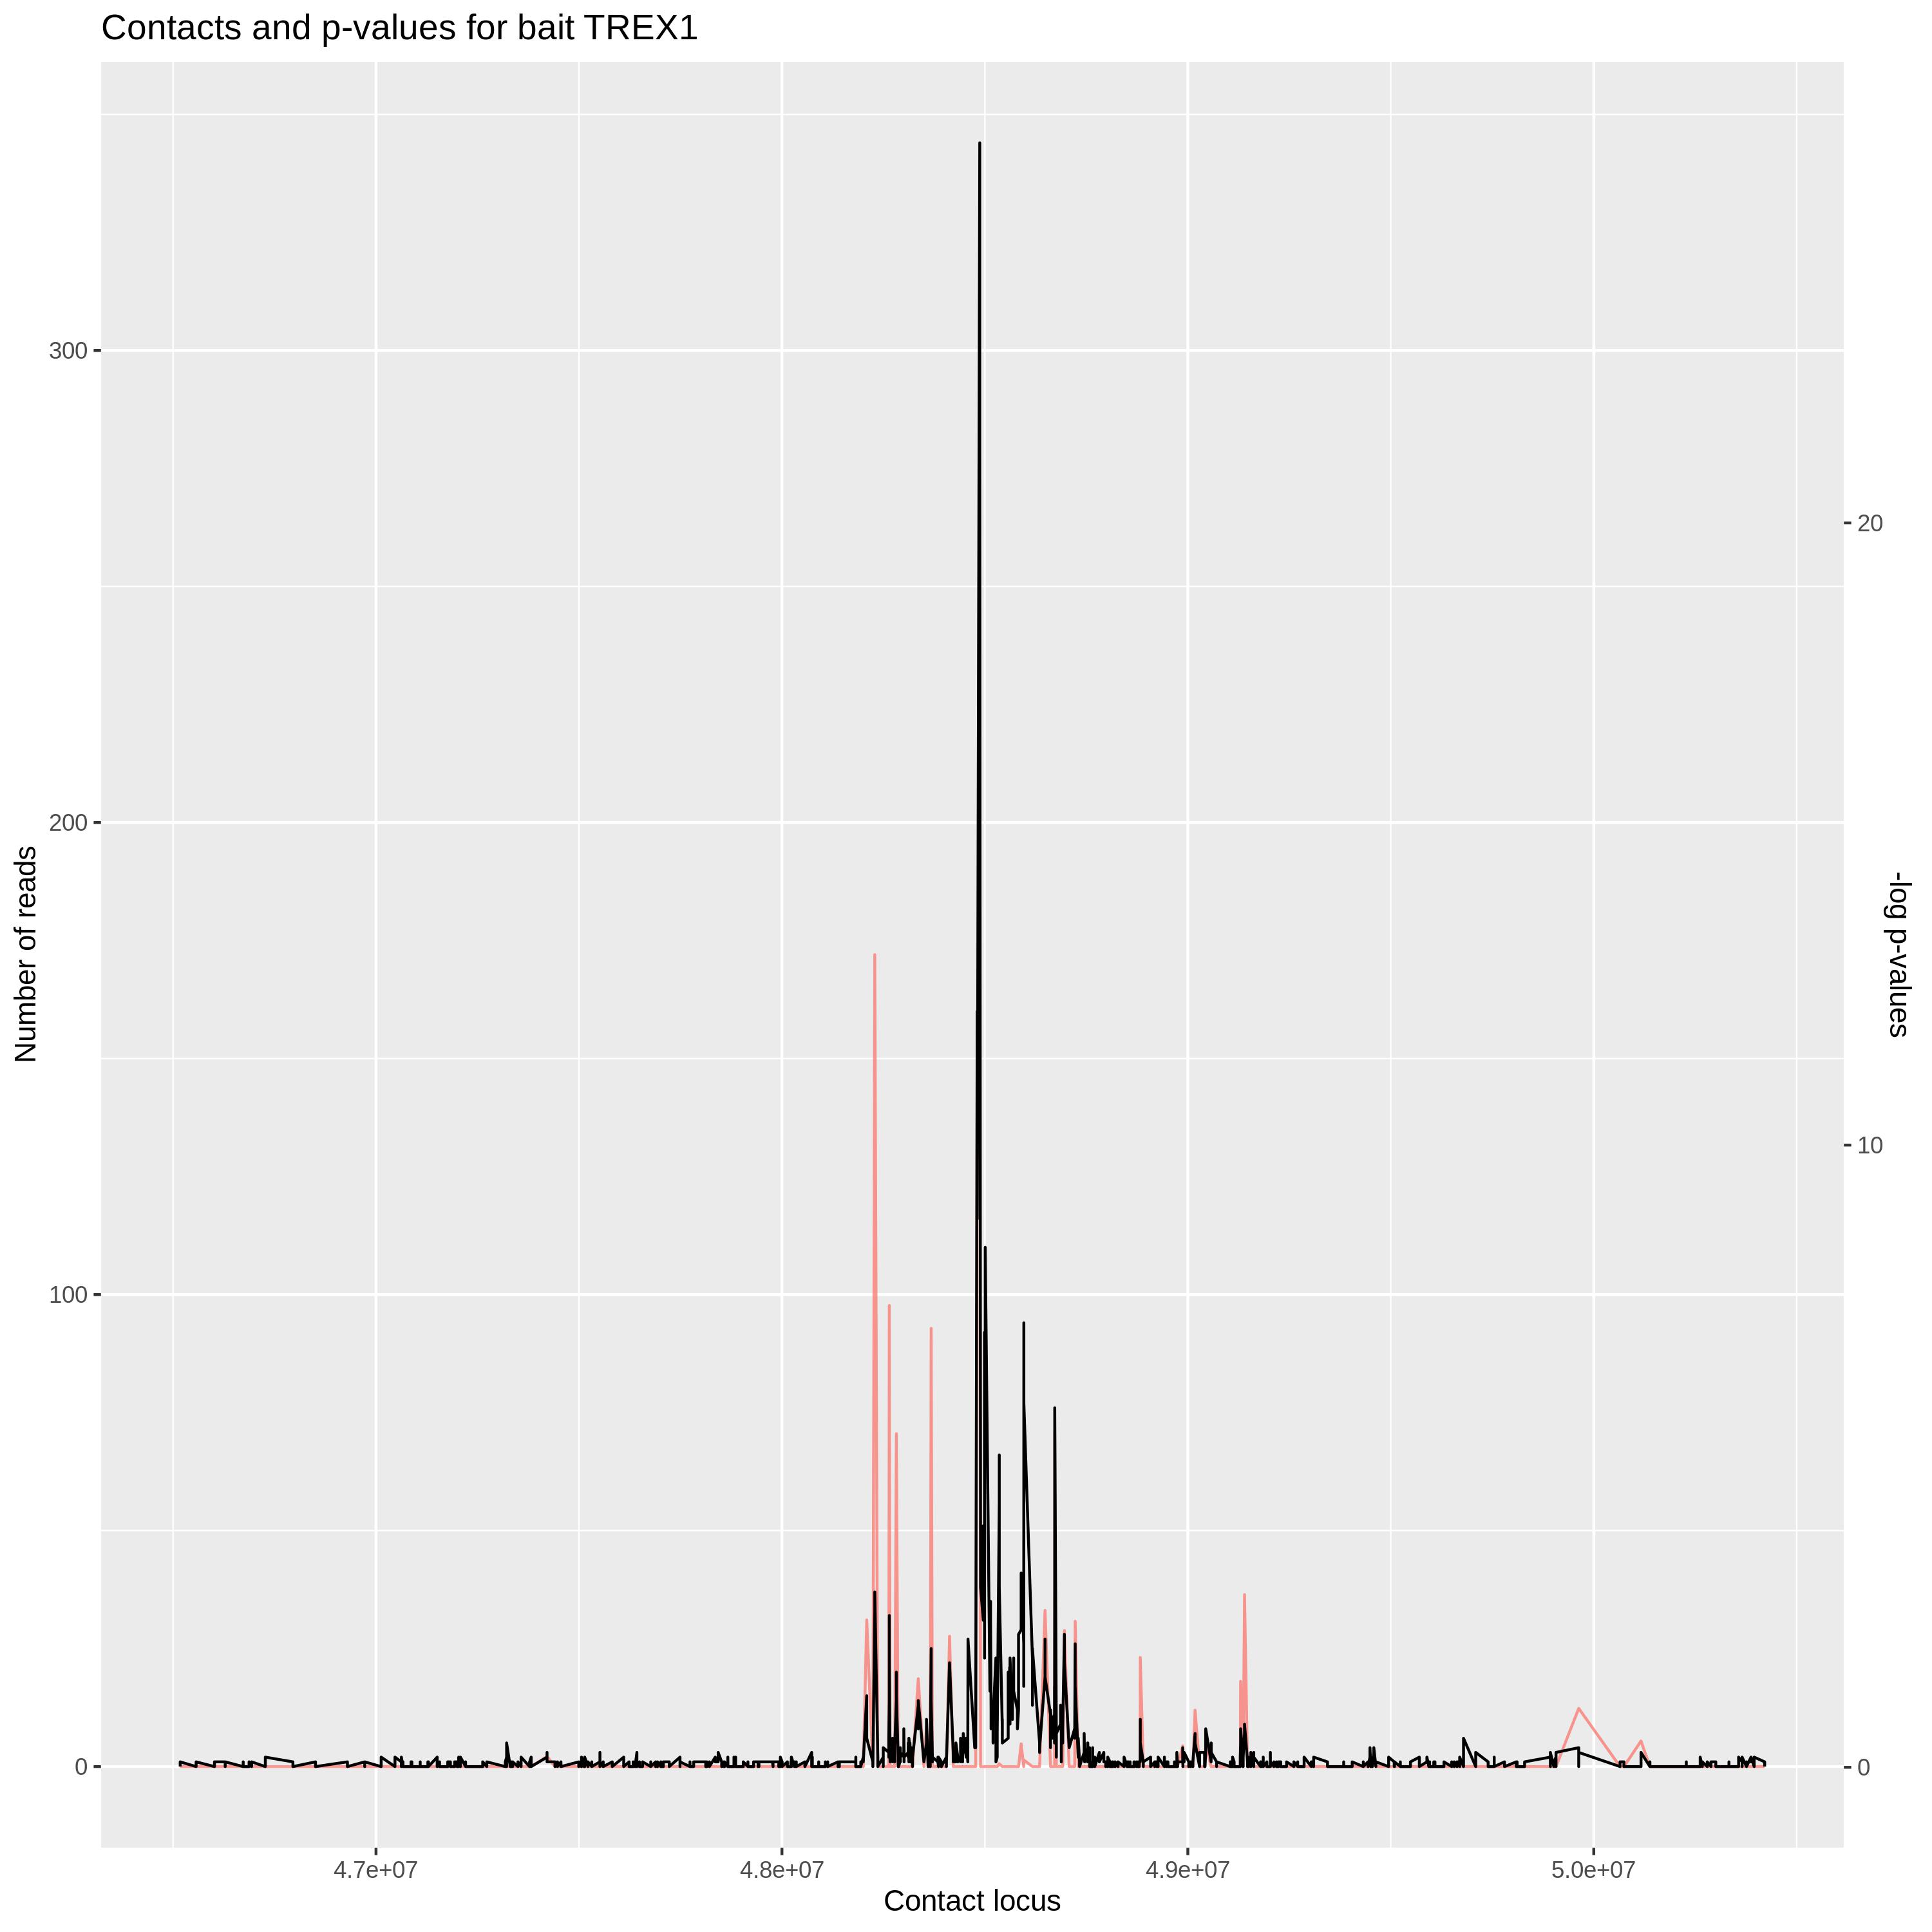 Contacts and p-values for bait TREX1
300
200
100
0
Number of reads
20
10
0
-log p-values
4.7e+07
4.8e+07
4.9e+07
5.0e+07
Contact locus